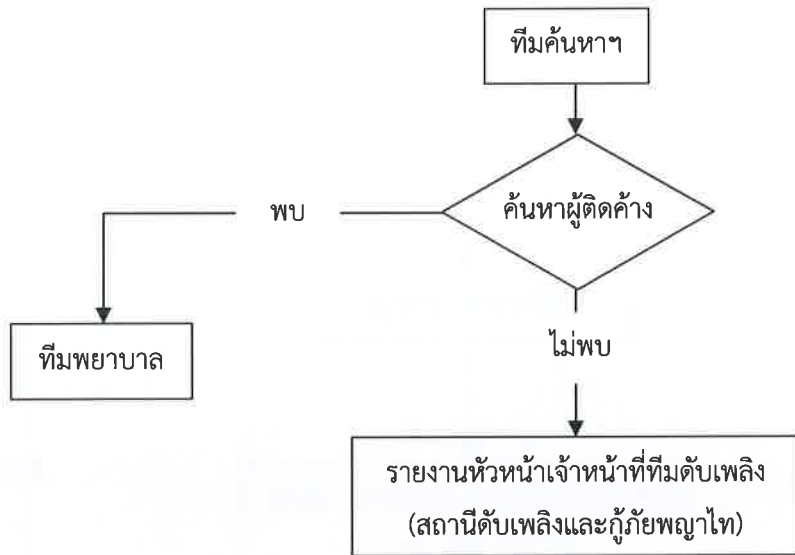 ทีมค้นหาฯ
ค้นหาผู้ติดค้าง
พบ
ทีมพยาบาล
ไม่พบ
รายงานหัวหน้าเจ้าหน้าที่ทีมดับเพลิง
(สถานีดับเพลิงและกู้ภัยพญาไท)